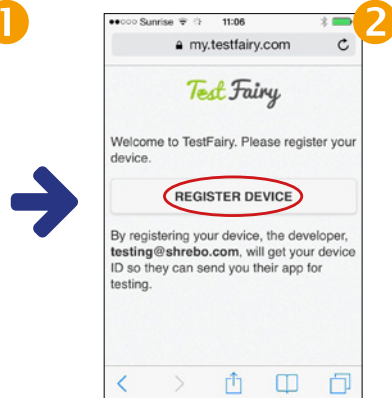 1
2
Sunrise 11:06
my.testfairy.com
Test Fairy
Welcome to TestFairy. Please register your
device.
REGISTER DEVICE
By registering your device, the developer,
testing@shrebo.com, will get your device
ID so they can send you their app for
testing.